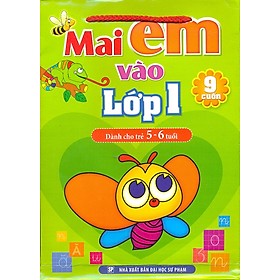 Mai em
vào
Lớp 1
9
cuốn
Dành cho trẻ 5-6 tuổi
NHÀ XUẤT BẢN ĐẠI HỌC SƯ PHẠM